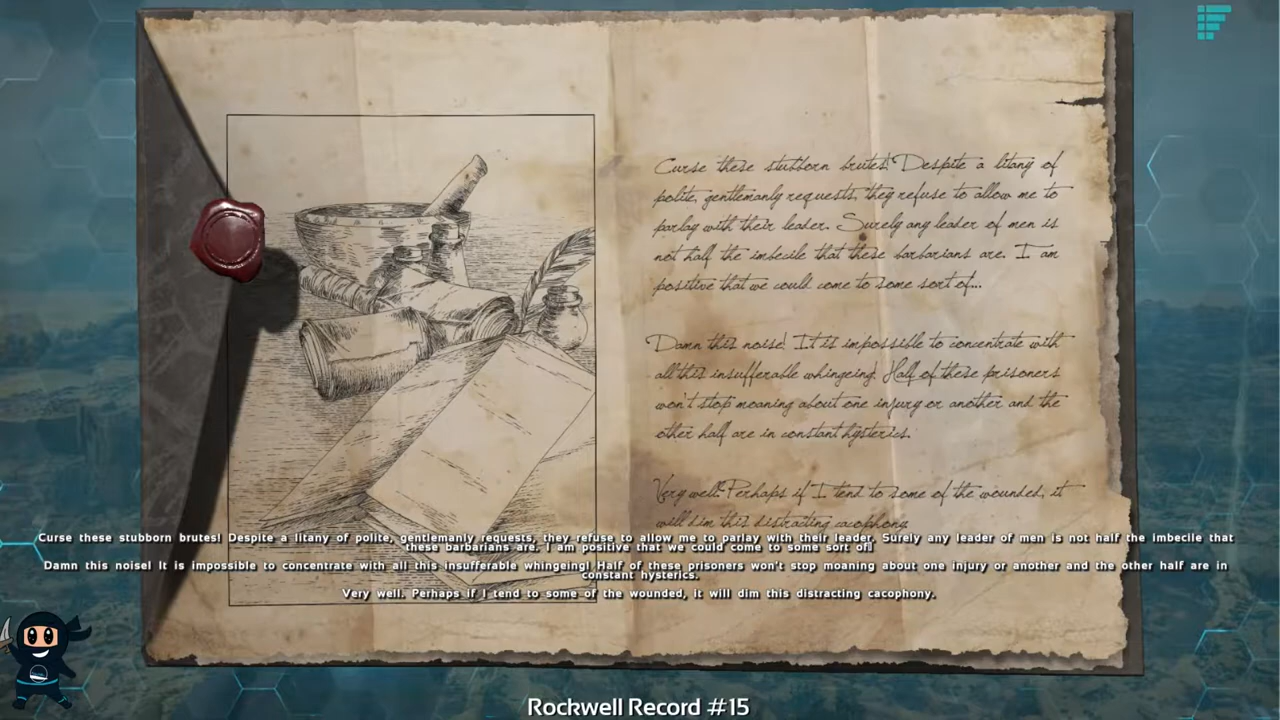 Curse these stubborn brutes! Despite a litany of
polite, gentlemanly requests, they refuse to allow me to
parlay with their leader. Surely any leader of men is
not half the imbecile that these barbarians are. I am
positive that we could come to some sort of...
Damn this noise! It is impossible to concentrate with
all this insufferable whingeing! Half of these prisoners
won't stop moaning about one injury or another and the
other half are in constant hysterics.
Very well. Perhaps if I tend to some of the wounded, it
will dim this distracting cacophony.
Curse these stubborn brutes! Despite a litany of polite, gentlemanly requests, they refuse to allow me to parlay with their leader. Surely any leader of men is not half the imbecile that
these barbarians are. I am positive that we could come to some sort of
Damn this noise! It is impossible to concentrate with all this insufferable whingeing! Half of these prisoners won't stop moaning about one injury or another and the other half are in
constant hysterics.
Very well. Perhaps if I tend to some of the wounded, it will dim this distracting cacophony.
Rockwell Record #15